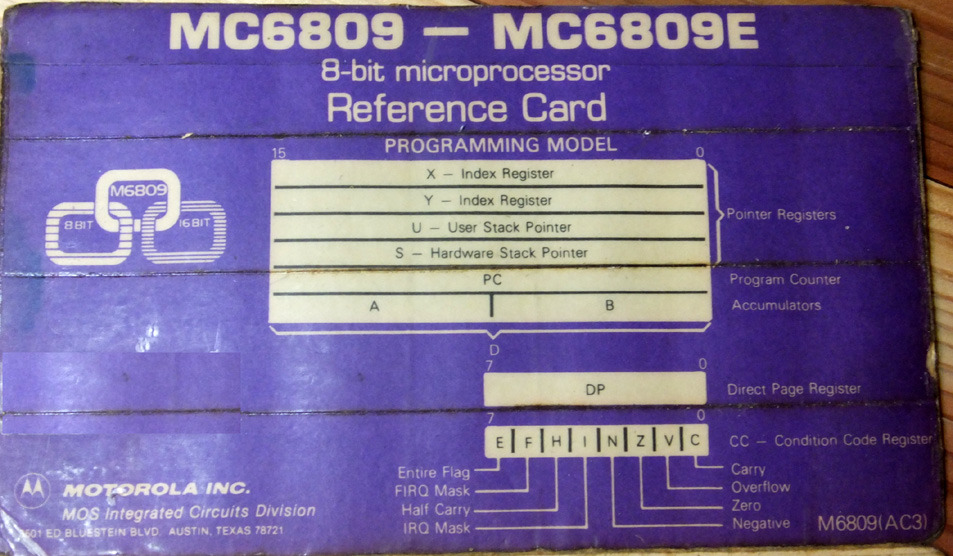 MC6809 — MC6809E
8-bit microprocessor
Reference Card
PROGRAMMING MODEL
15 0
X — Index Register
Y — Index Register
U — User Stack Pointer
S — Hardware Stack Pointer
Pointer Registers
M6809
8 BIT
16 BIT
PC
Program Counter
A B
Accumulators
D
7 0
DP
Direct Page Register
7 0
E F H I N Z V C
CC — Condition Code Register
Entire Flag
FIRQ Mask
Half Carry
IRQ Mask
Carry
Overflow
Zero
Negative
MOTOROLA INC.
MOS Integrated Circuits Division
ED BLUESTEIN BLVD. AUSTIN, TEXAS 78721
M6809(AC3)